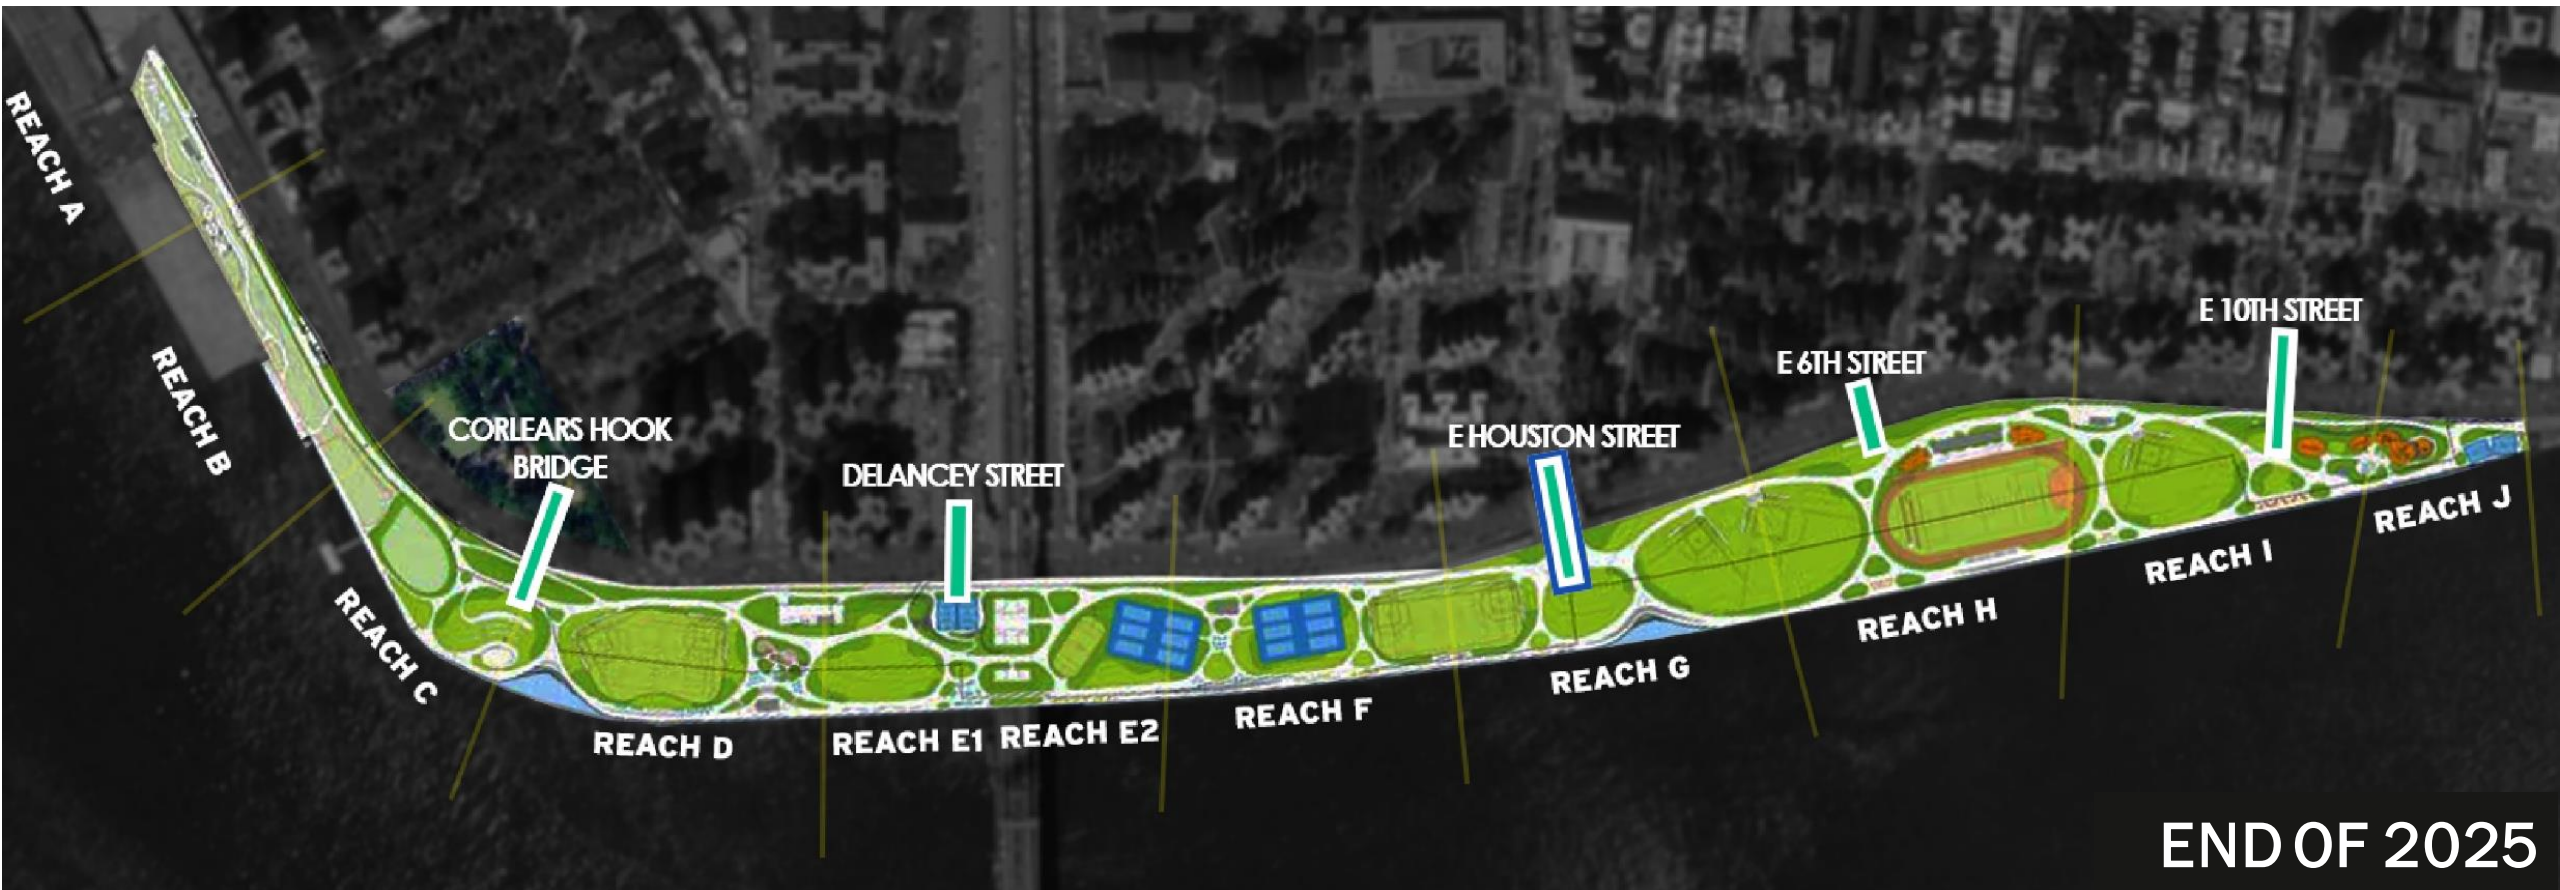 REACH A
REACH B
REACH C
CORLEARS HOOK
BRIDGE
REACH D
DELANCEY STREET
REACH E1
REACH E2
REACH F
E HOUSTON STREET
REACH G
E 6TH STREET
REACH H
E 10TH STREET
REACH I
REACH J
END OF 2025